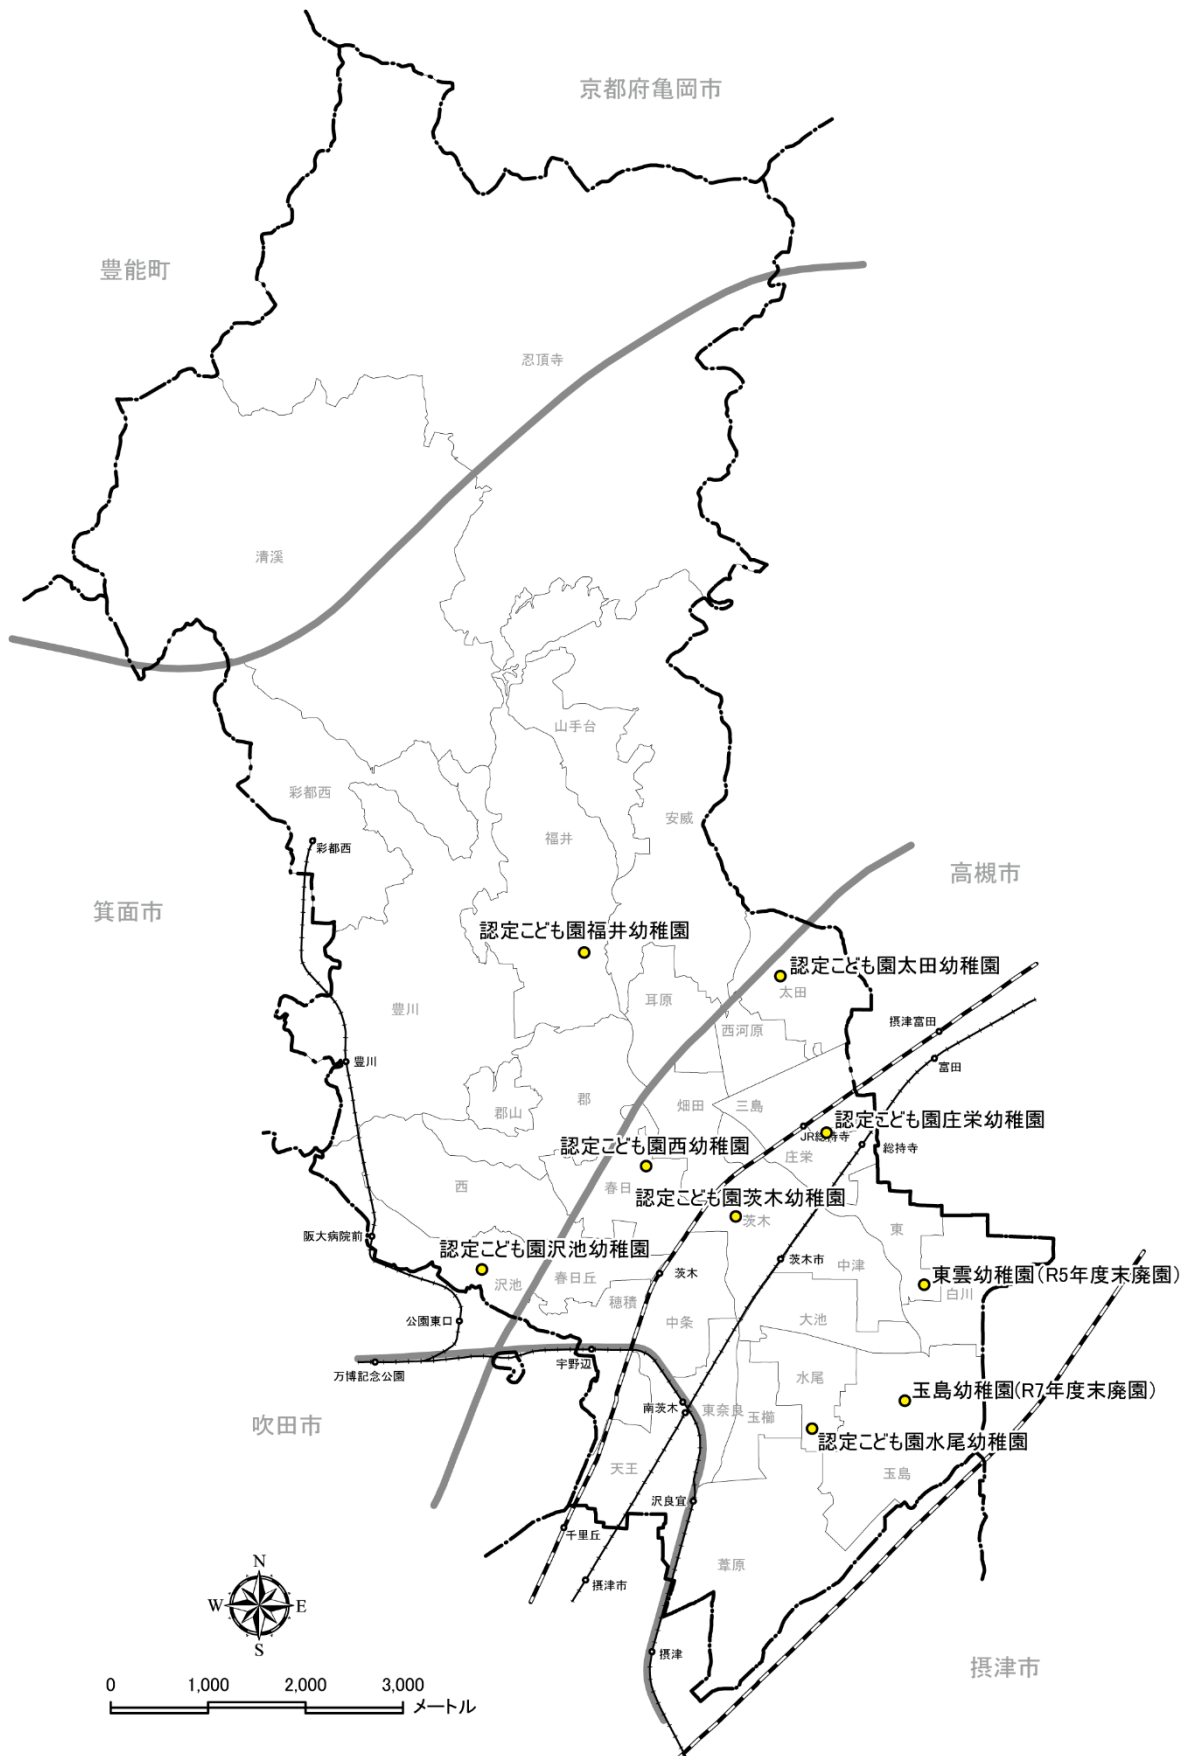 京都府亀岡市
豊能町
忍頂寺
清溪
山手台
彩都西
安威
福井
彩都西
高槻市
箕面市
認定こども園福井幼稚園
認定こども園太田幼稚園
太田
耳原
豊川
西河原
摂津富田
富田
豊川
郡山
郡
畑田
三島
認定こども園庄栄幼稚園
JR総持寺
総持寺
庄栄
認定こども園西幼稚園
西
春日
認定こども園茨木幼稚園
茨木
東
阪大病院前
認定こども園沢池幼稚園
沢池
春日丘
茨木
茨木市
中津
東雲幼稚園(R5年度末廃園)
白川
穂積
公園東口
中条
大池
宇野辺
万博記念公園
水尾
玉島幼稚園(R7年度末廃園)
吹田市
南茨木
東奈良
玉櫛
認定こども園水尾幼稚園
天王
玉島
沢良宜
千里丘
葦原
摂津市
N
W
E
S
摂津
摂津市
0 1,000 2,000 3,000
メートル